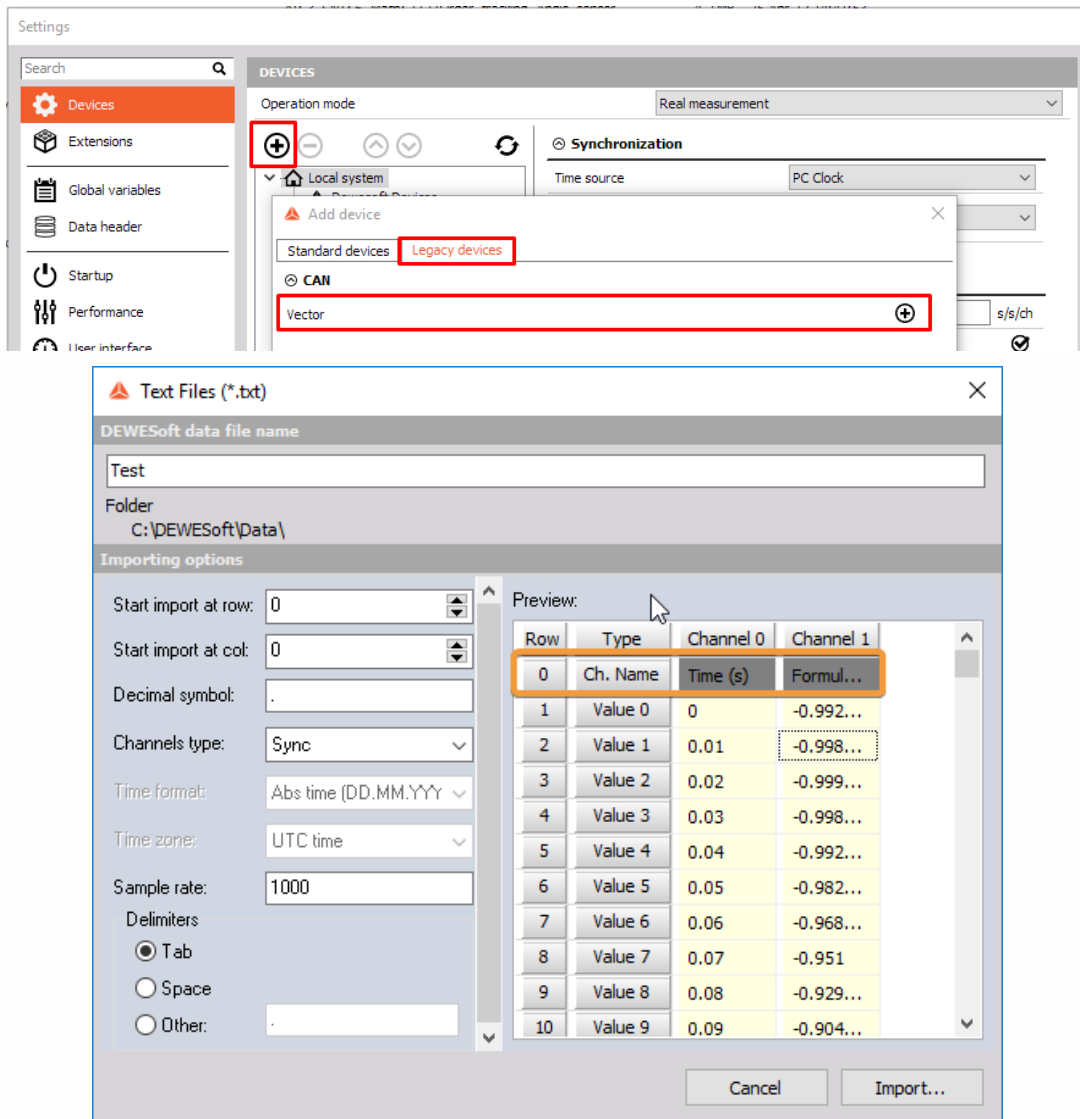 Settings
Search
DEVICES
Devices
Operation mode
Real measurement
Extensions
Synchronization
Local system
Time source
PC Clock
Global variables
Add device
Data header
Standard devices
Legacy devices
CAN
Startup
Vector
s/s/ch
Performance
User interface
Text Files (*.txt)
DEWESoft data file name
Test
Folder
C:\DEWESoft\Data\
Importing options
Start import at row: 0
Start import at col: 0
Decimal symbol: .
Channels type: Sync
Time format: Abs time (DD.MM.YYY
Time zone: UTC time
Sample rate: 1000
Delimiters
Tab
Space
Other: .
Preview:
Row Type Channel 0 Channel 1
0 Ch. Name Time (s) Formul...
1 Value 0 0 -0.992...
2 Value 1 0.01 -0.998...
3 Value 2 0.02 -0.999...
4 Value 3 0.03 -0.998...
5 Value 4 0.04 -0.992...
6 Value 5 0.05 -0.982...
7 Value 6 0.06 -0.968...
8 Value 7 0.07 -0.951
9 Value 8 0.08 -0.929...
10 Value 9 0.09 -0.904...
Cancel
Import...